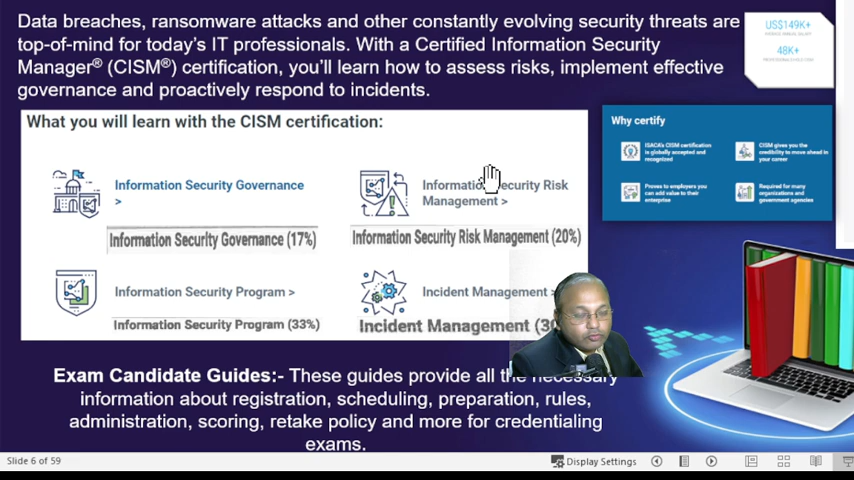 Data breaches, ransomware attacks and other constantly evolving security threats are
top-of-mind for today's IT professionals. With a Certified Information Security
Manager® (CISM®) certification, you'll learn how to assess risks, implement effective
governance and proactively respond to incidents.
US$149K+
48K+
What you will learn with the CISM certification:
Why certify
ISACA's CISM certification
is globally accepted and
recognized
CISM gives you the
credibility to move ahead in
your career
Proves to employers you
can add value to their
enterprise
Required for many
organizations and
government agencies
Information Security Governance
>
Information Security Risk
Management >
Information Security Governance (17%)
Information Security Risk Management (20%)
Information Security Program >
Incident Management >
Information Security Program (33%)
Incident Management
Exam Candidate Guides:- These guides provide all the necessary
information about registration, scheduling, preparation, rules,
administration, scoring, retake policy and more for credentialing
exams.
Slide 6 of 59
Display Settings